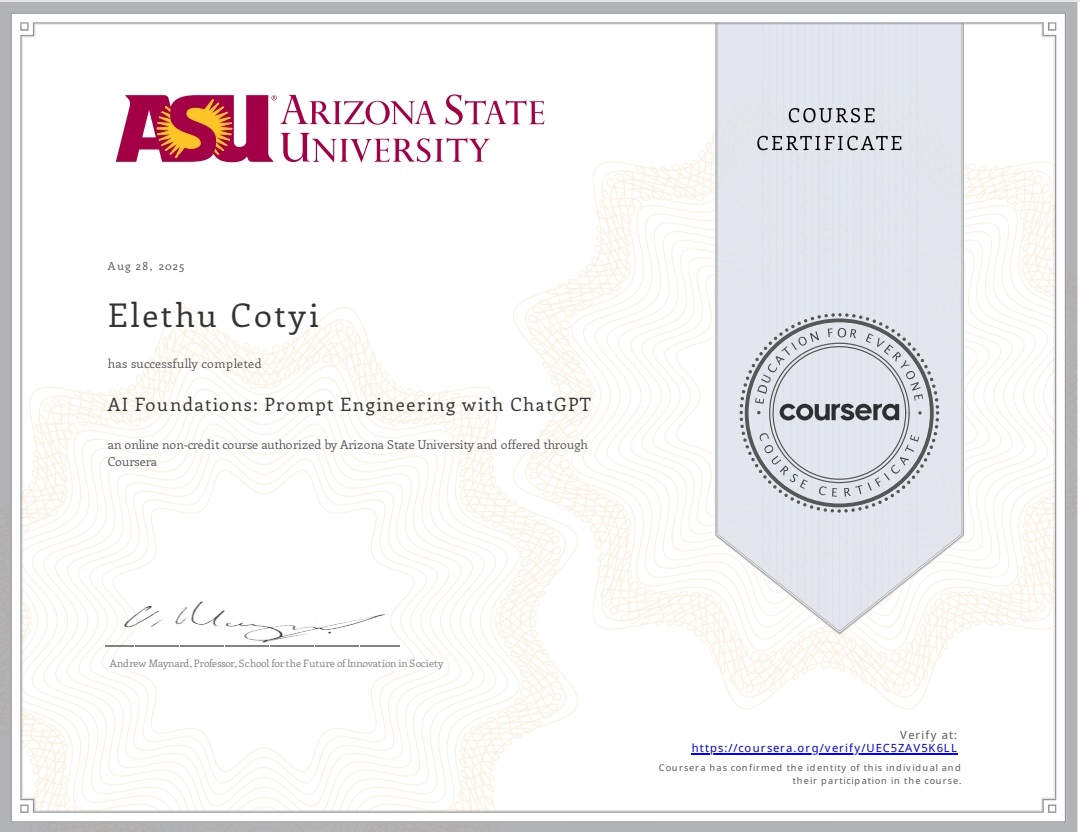 ASU® ARIZONA STATE
UNIVERSITY
COURSE
CERTIFICATE
Aug 28, 2025
Elethu Cotyi
has successfully completed
AI Foundations: Prompt Engineering with ChatGPT
an online non-credit course authorized by Arizona State University and offered through
Coursera
EDUCATION FOR EVERYONE
coursera
COURSE CERTIFICATE
Andrew Maynard, Professor, School for the Future of Innovation in Society
Verify at:
https://coursera.org/verify/UEC5ZAV5K6LL
Coursera has confirmed the identity of this individual and
their participation in the course.